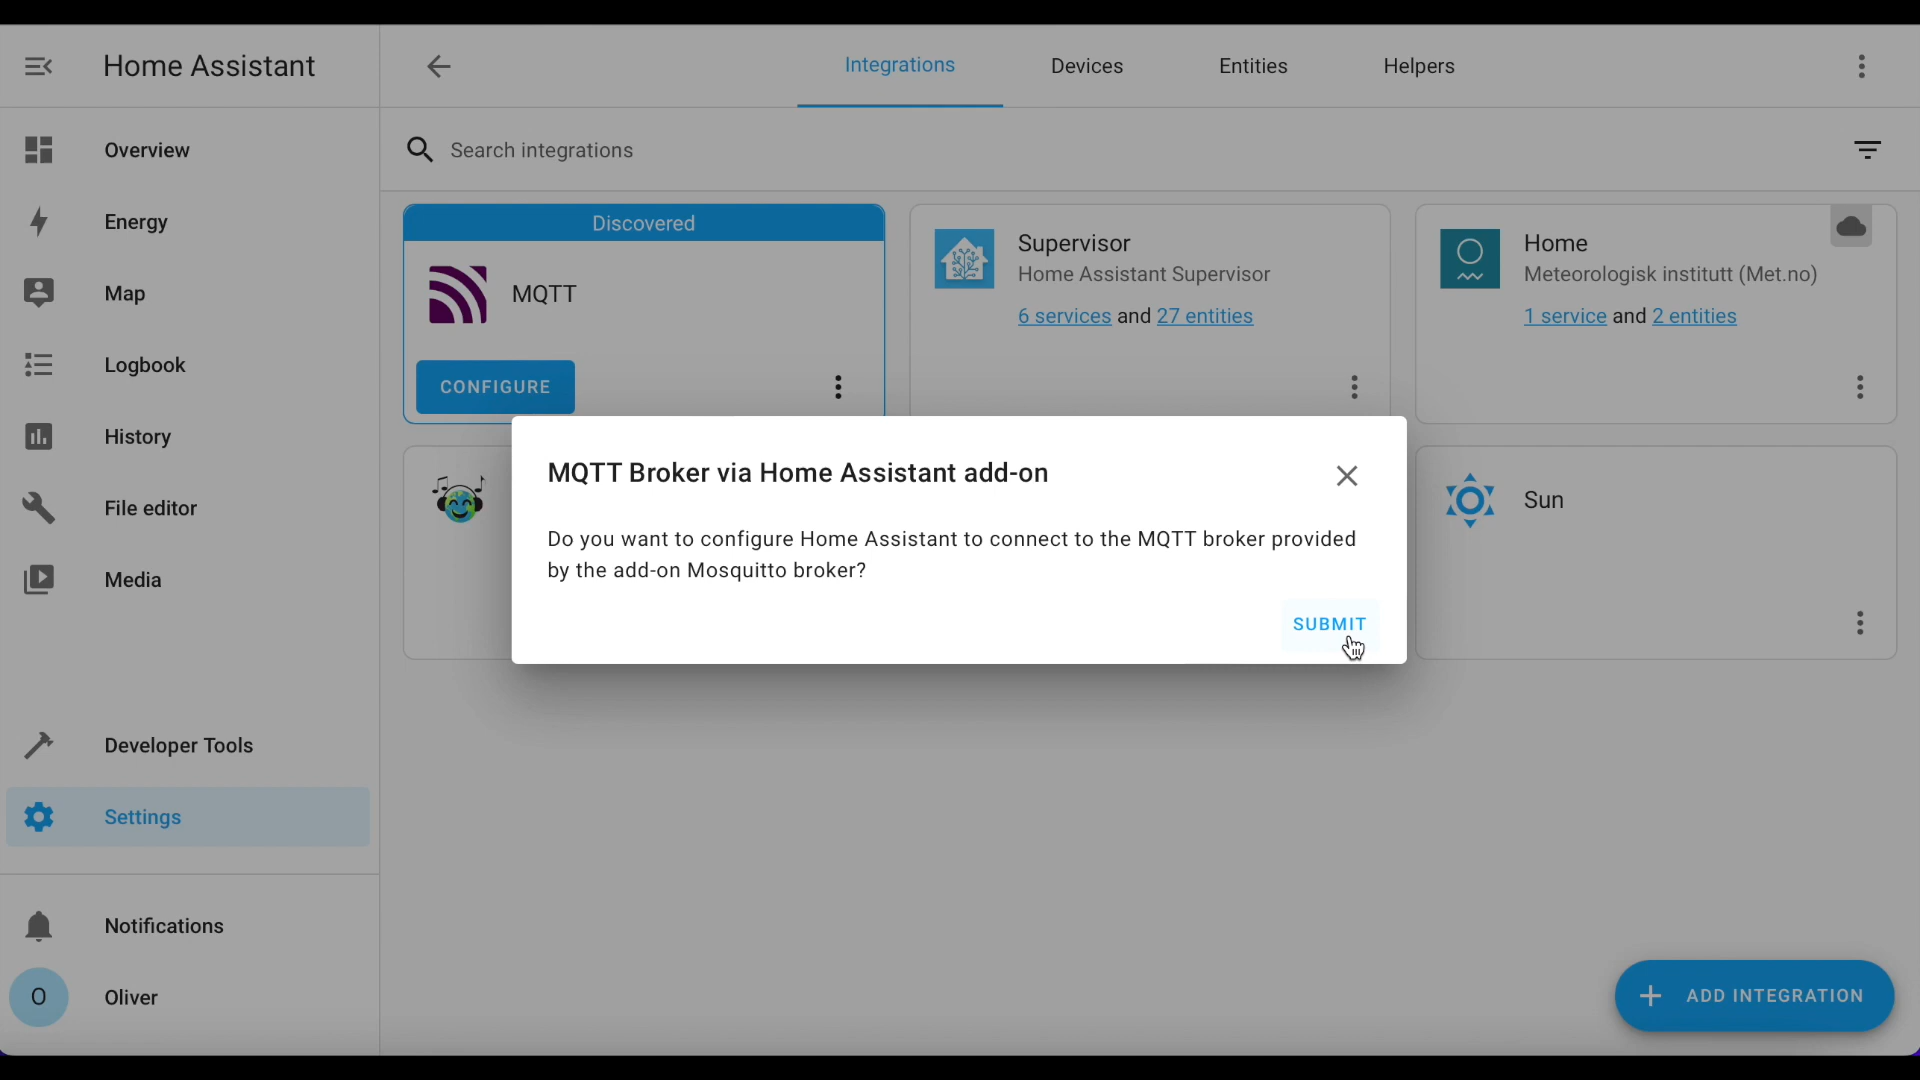 Home Assistant
Integrations
Devices
Entities
Helpers
Overview
Energy
Map
Logbook
History
File editor
Media
Developer Tools
Settings
Notifications
O
Oliver
Search integrations
Discovered
MQTT
CONFIGURE
Supervisor
Home Assistant Supervisor
6 services and 27 entities
Home
Meteorologisk institutt (Met.no)
1 service and 2 entities
MQTT Broker via Home Assistant add-on
Do you want to configure Home Assistant to connect to the MQTT broker provided
by the add-on Mosquitto broker?
SUBMIT
Sun
ADD INTEGRATION